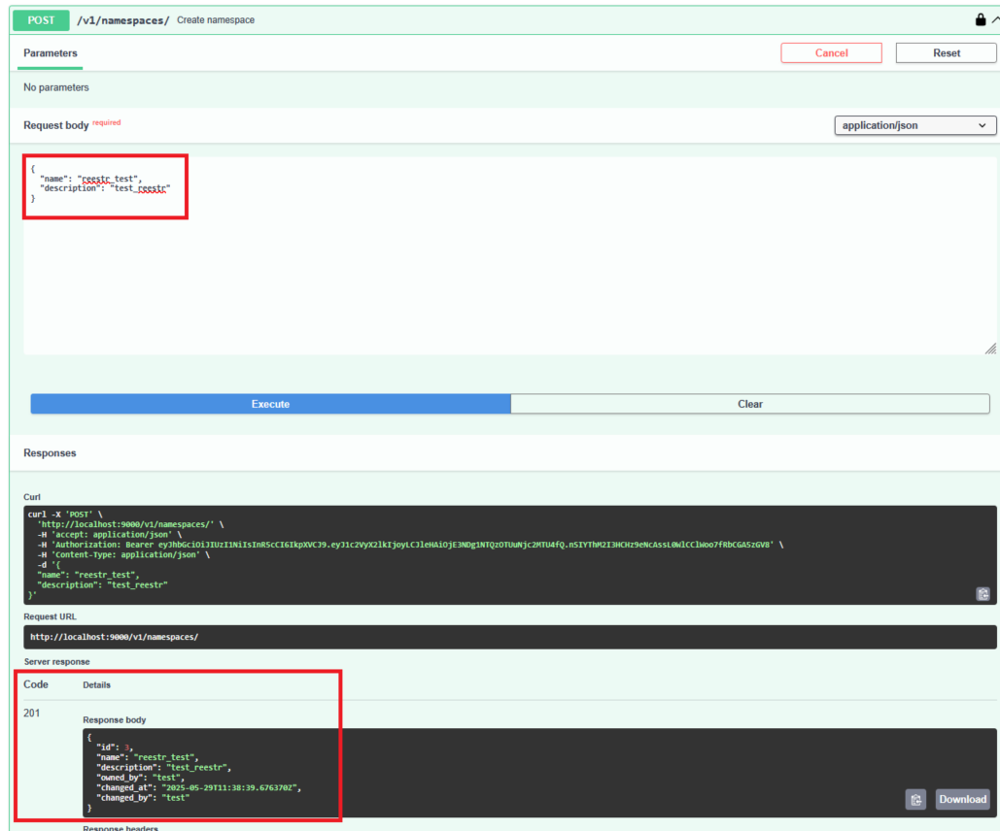 POST /v1/namespaces/ Create namespace
Parameters
Cancel
Reset
No parameters
Request body required
application/json
{
"name": "reestr_test",
"description": "test_reestr"
}
Execute
Clear
Responses
Curl
curl -X 'POST' \
'http://localhost:9000/v1/namespaces/' \
-H 'accept: application/json' \
-H 'Authorization: Bearer
-H 'Content-Type: application/json' \
-d '{
"name": "reestr_test",
"description": "test_reestr"
}'
Request URL
http://localhost:9000/v1/namespaces/
Server response
Code Details
201
Response body
{
"id": 3,
"name": "reestr_test",
"description": "test_reestr",
"owned_by": "test",
"changed_at": "2025-05-29T11:38:39.676370Z",
"changed_by": "test"
}
Download
Response headers